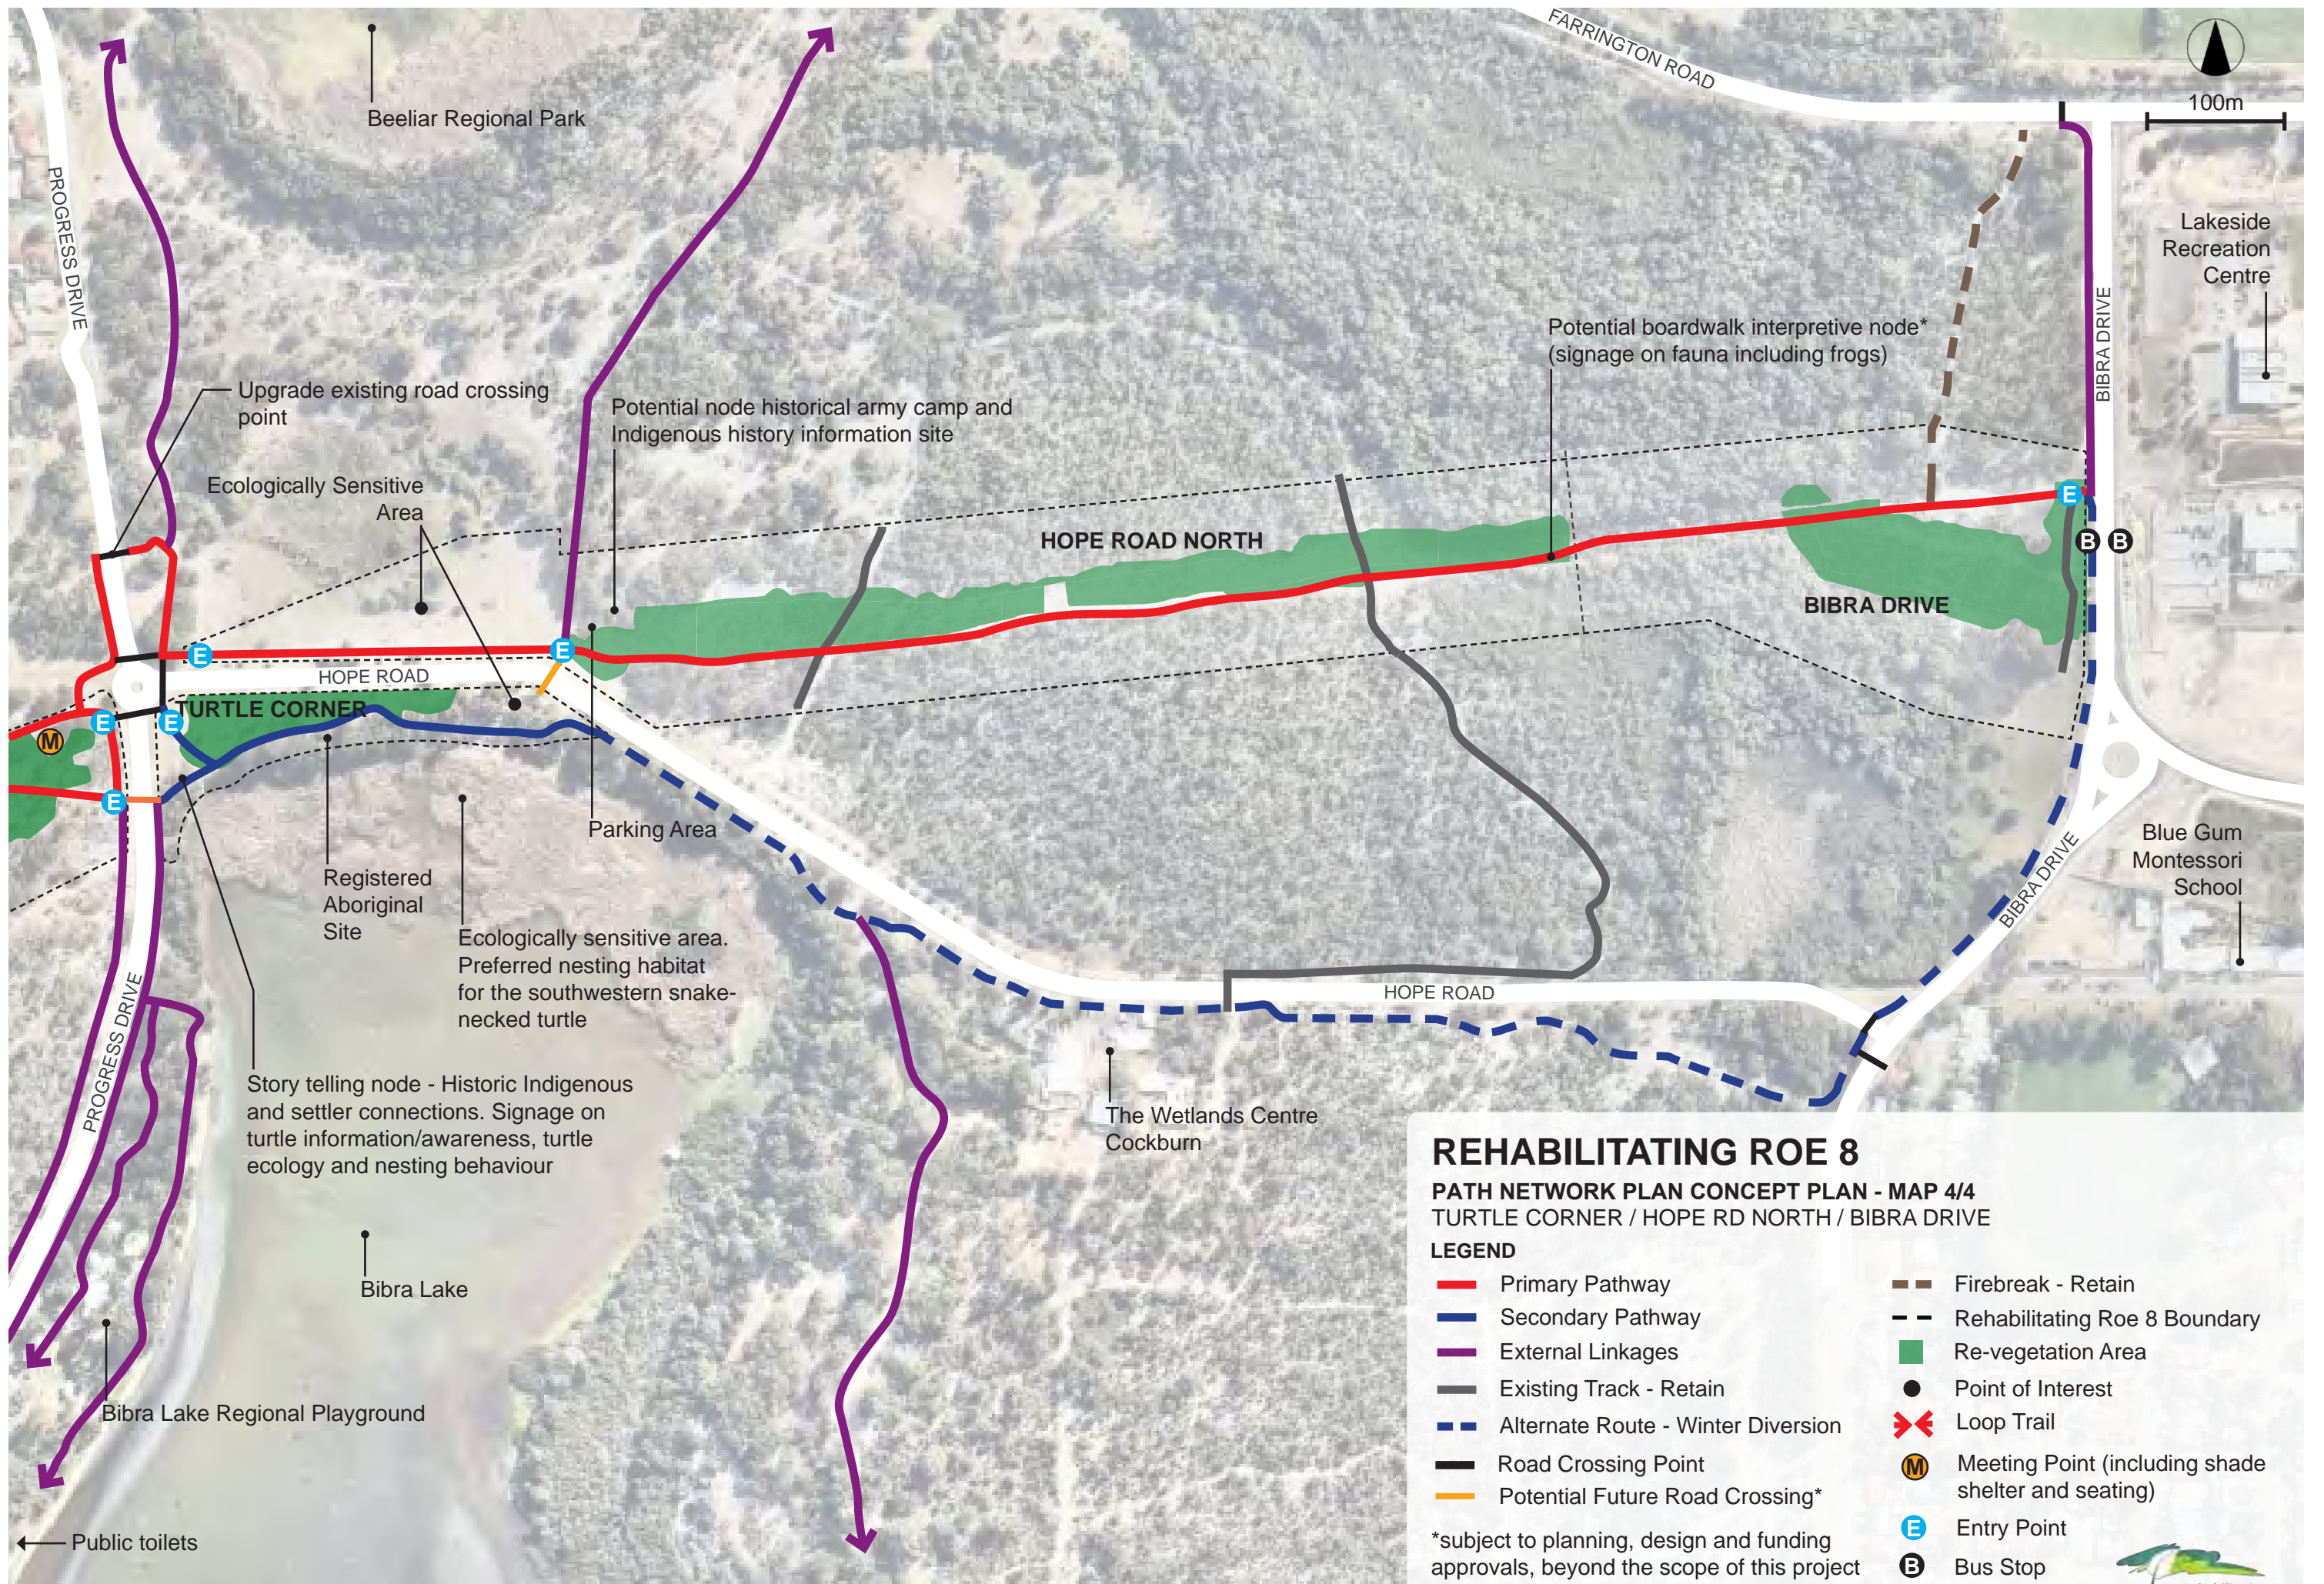 FARRINGTON ROAD
100m
Beeliar Regional Park
PROGRESS DRIVE
Lakeside
Recreation
Centre
BIBRA DRIVE
Potential boardwalk interpretive node*
(signage on fauna including frogs)
Upgrade existing road crossing
point
Potential node historical army camp and
Indigenous history information site
Ecologically Sensitive
Area
HOPE ROAD NORTH
E
B
B
BIBRA DRIVE
E
E
HOPE ROAD
TURTLE CORNER
E
E
M
E
Parking Area
Registered
Aboriginal
Site
Ecologically sensitive area.
Preferred nesting habitat
for the southwestern snake-
necked turtle
Blue Gum
Montessori
School
BIBRA DRIVE
HOPE ROAD
PROGRESS DRIVE
Story telling node - Historic Indigenous
and settler connections. Signage on
turtle information/awareness, turtle
ecology and nesting behaviour
The Wetlands Centre
Cockburn
Bibra Lake
Bibra Lake Regional Playground
Public toilets
REHABILITATING ROE 8
PATH NETWORK PLAN CONCEPT PLAN - MAP 4/4
TURTLE CORNER / HOPE RD NORTH / BIBRA DRIVE
LEGEND
Primary Pathway
Secondary Pathway
External Linkages
Existing Track - Retain
Alternate Route - Winter Diversion
Road Crossing Point
Potential Future Road Crossing*
*subject to planning, design and funding
approvals, beyond the scope of this project
Firebreak - Retain
Rehabilitating Roe 8 Boundary
Re-vegetation Area
Point of Interest
Loop Trail
M Meeting Point (including shade
shelter and seating)
E Entry Point
B Bus Stop